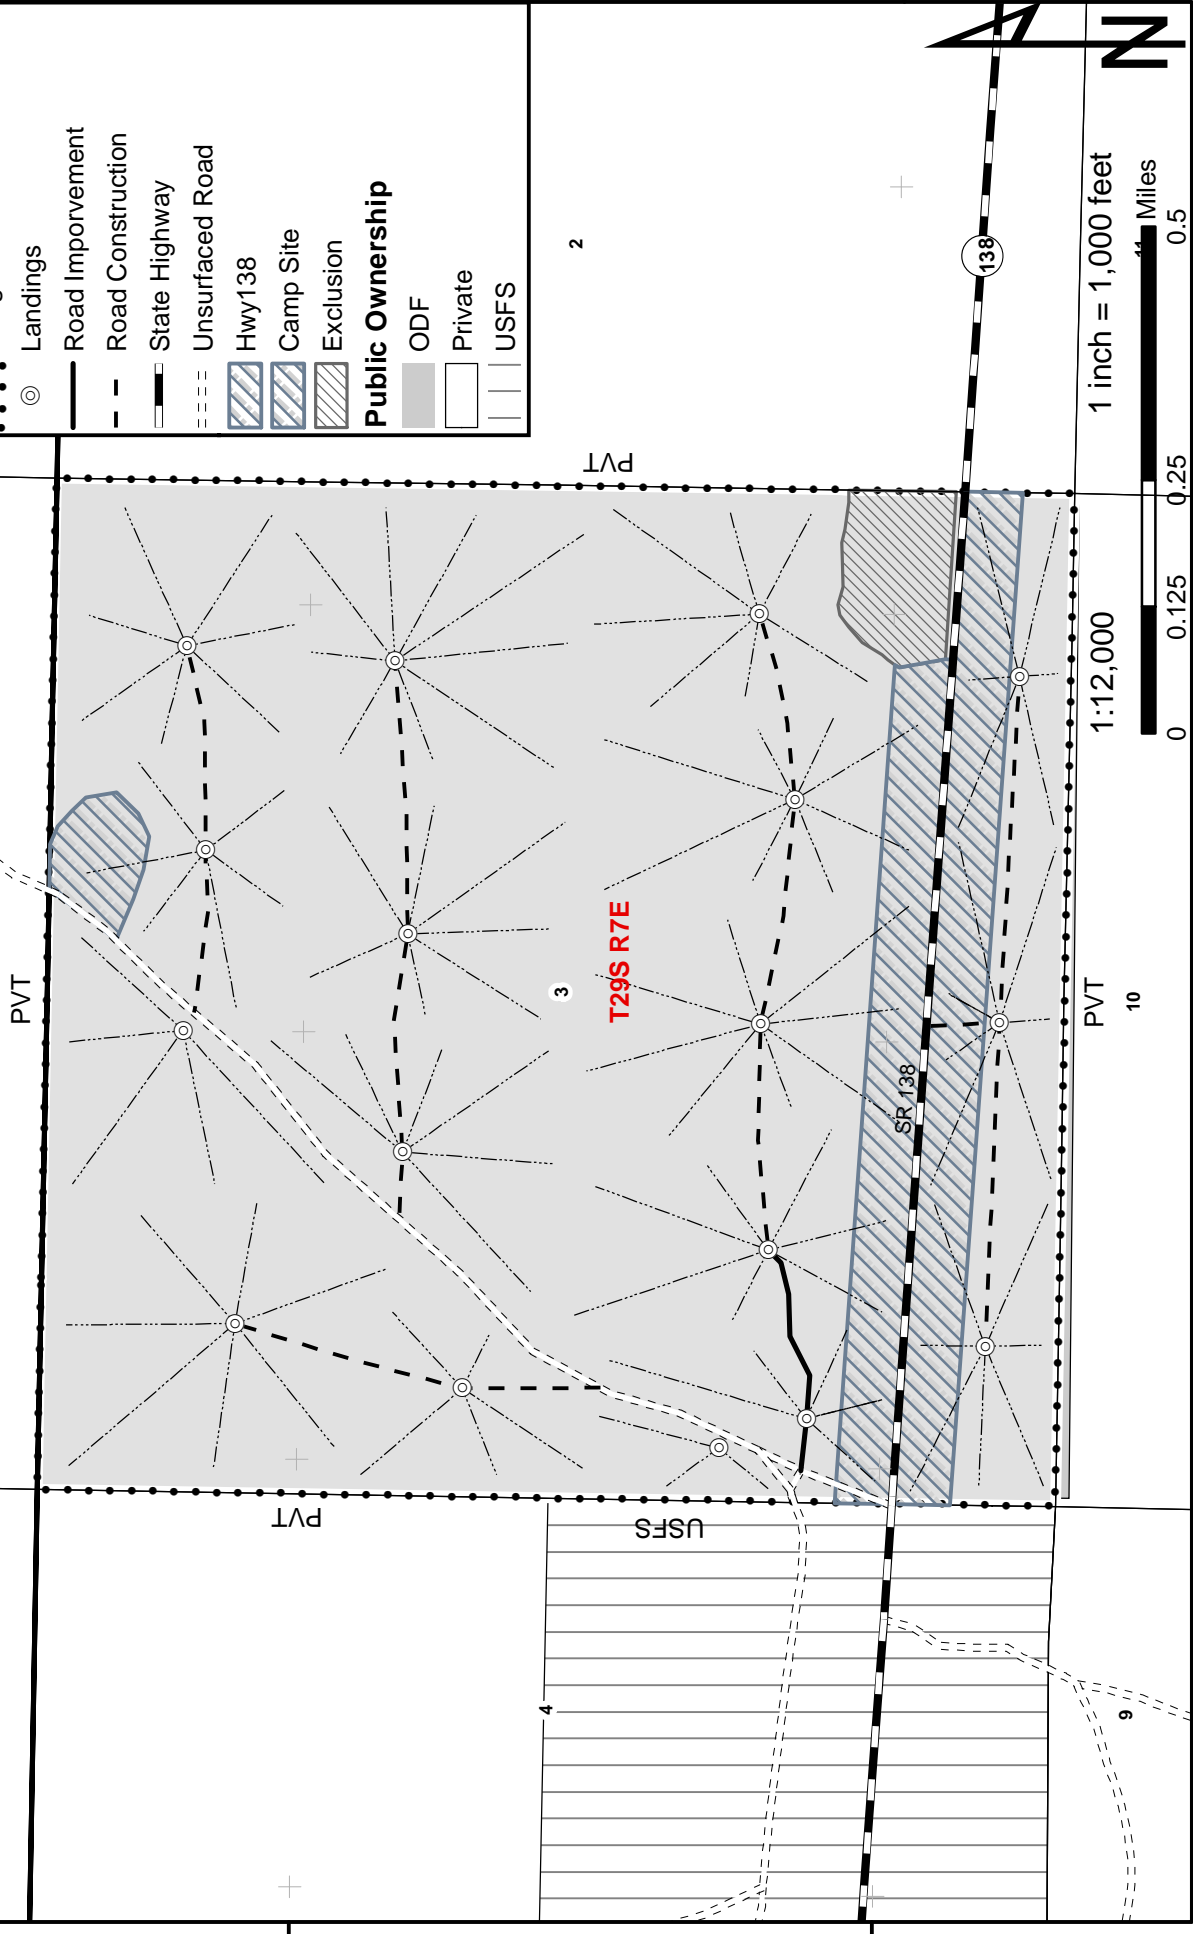 Landings
Road Imporvement
Road Construction
State Highway
Unsurfaced Road
Hwy138
Camp Site
Exclusion
Public Ownership
ODF
Private
USFS
PVT
PVT
PVT
USFS
PVT
2
3
4
9
10
11
T29S R7E
SR 138
138
N
1:12,000
1 inch = 1,000 feet
0 0.125 0.25 0.5
Miles